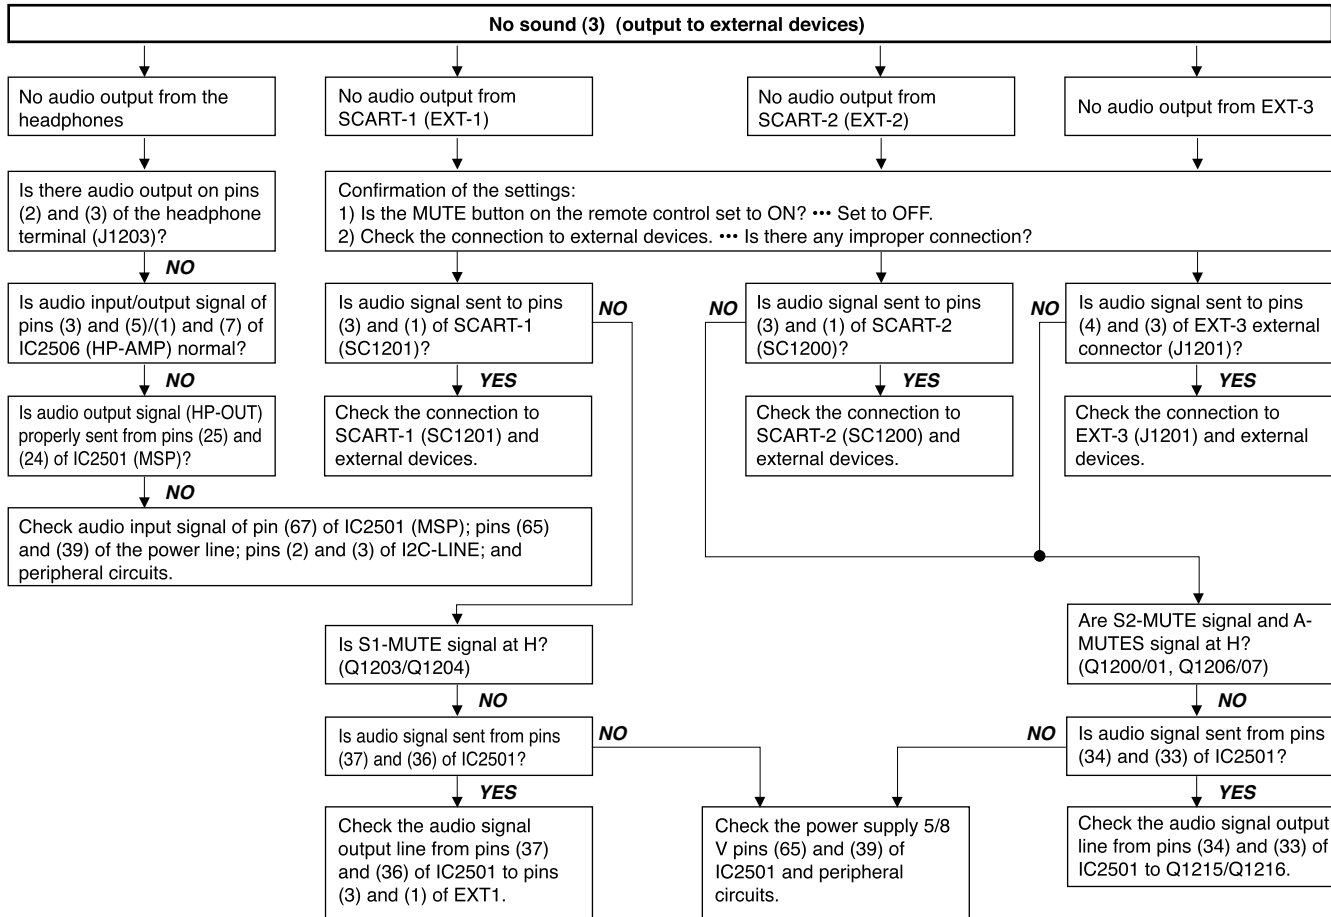 No sound (3)  (output to external devices)
No audio output from the
headphones
No audio output from
SCART-1 (EXT-1)
No audio output from
SCART-2 (EXT-2)
No audio output from EXT-3
Is there audio output on pins
(2) and (3) of the headphone
terminal (J1203)?
Confirmation of the settings:
1) Is the MUTE button on the remote control set to ON? ••• Set to OFF.
2) Check the connection to external devices. ••• Is there any improper connection?
NO
Is audio input/output signal of
pins (3) and (5)/(1) and (7) of
IC2506 (HP-AMP) normal?
Is audio signal sent to pins
(3) and (1) of SCART-1
(SC1201)?
NO
NO
Is audio signal sent to pins
(3) and (1) of SCART-2
(SC1200)?
NO
Is audio signal sent to pins
(4) and (3) of EXT-3 external
connector (J1201)?
NO
YES
YES
YES
Is audio output signal (HP-OUT)
properly sent from pins (25) and
(24) of IC2501 (MSP)?
Check the connection to
SCART-1 (SC1201) and
external devices.
Check the connection to
SCART-2 (SC1200) and
external devices.
Check the connection to
EXT-3 (J1201) and external
devices.
NO
Check audio input signal of pin (67) of IC2501 (MSP); pins (65)
and (39) of the power line; pins (2) and (3) of I2C-LINE; and
peripheral circuits.
Is S1-MUTE signal at H?
(Q1203/Q1204)
Are S2-MUTE signal and A-
MUTES signal at H?
(Q1200/01, Q1206/07)
NO
NO
Is audio signal sent from pins
(37) and (36) of IC2501?
NO
NO
Is audio signal sent from pins
(34) and (33) of IC2501?
YES
YES
Check the audio signal
output line from pins (37)
and (36) of IC2501 to pins
(3) and (1) of EXT1.
Check the power supply 5/8
V pins (65) and (39) of
IC2501 and peripheral
circuits.
Check the audio signal output
line from pins (34) and (33) of
IC2501 to Q1215/Q1216.